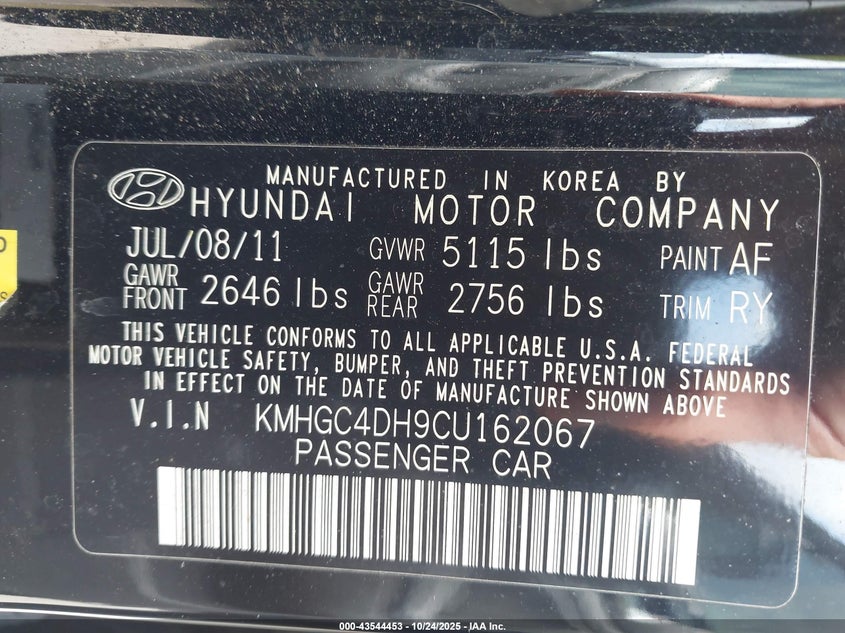 MANUFACTURED IN KOREA BY
HYUNDAI MOTOR COMPANY
JUL/08/11 GVWR 5115 lbs PAINT AF
GAWR FRONT 2646 lbs GAWR REAR 2756 lbs TRIM RY
THIS VEHICLE CONFORMS TO ALL APPLICABLE U.S.A. FEDERAL
MOTOR VEHICLE SAFETY, BUMPER, AND THEFT PREVENTION STANDARDS
IN EFFECT ON THE DATE OF MANUFACTURE SHOWN ABOVE
V.I.N KMHGC4DH9CU162067
PASSENGER CAR
000-43544453 - 10/24/2025 - IAA Inc.